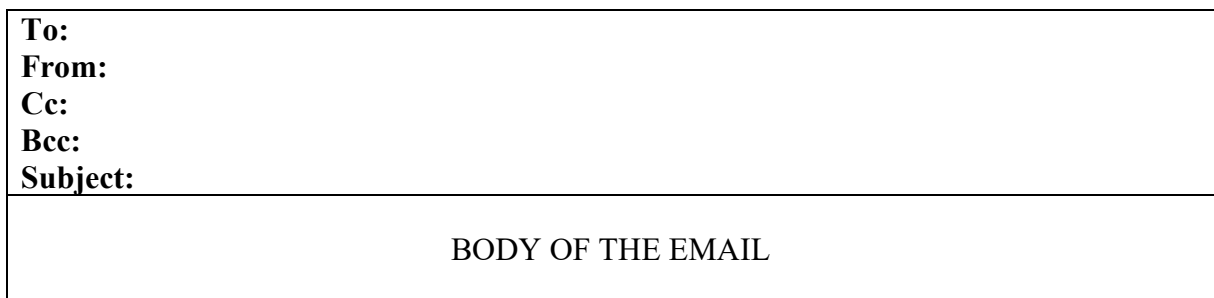 To:
From:
Cc:
Bcc:
Subject:
BODY OF THE EMAIL